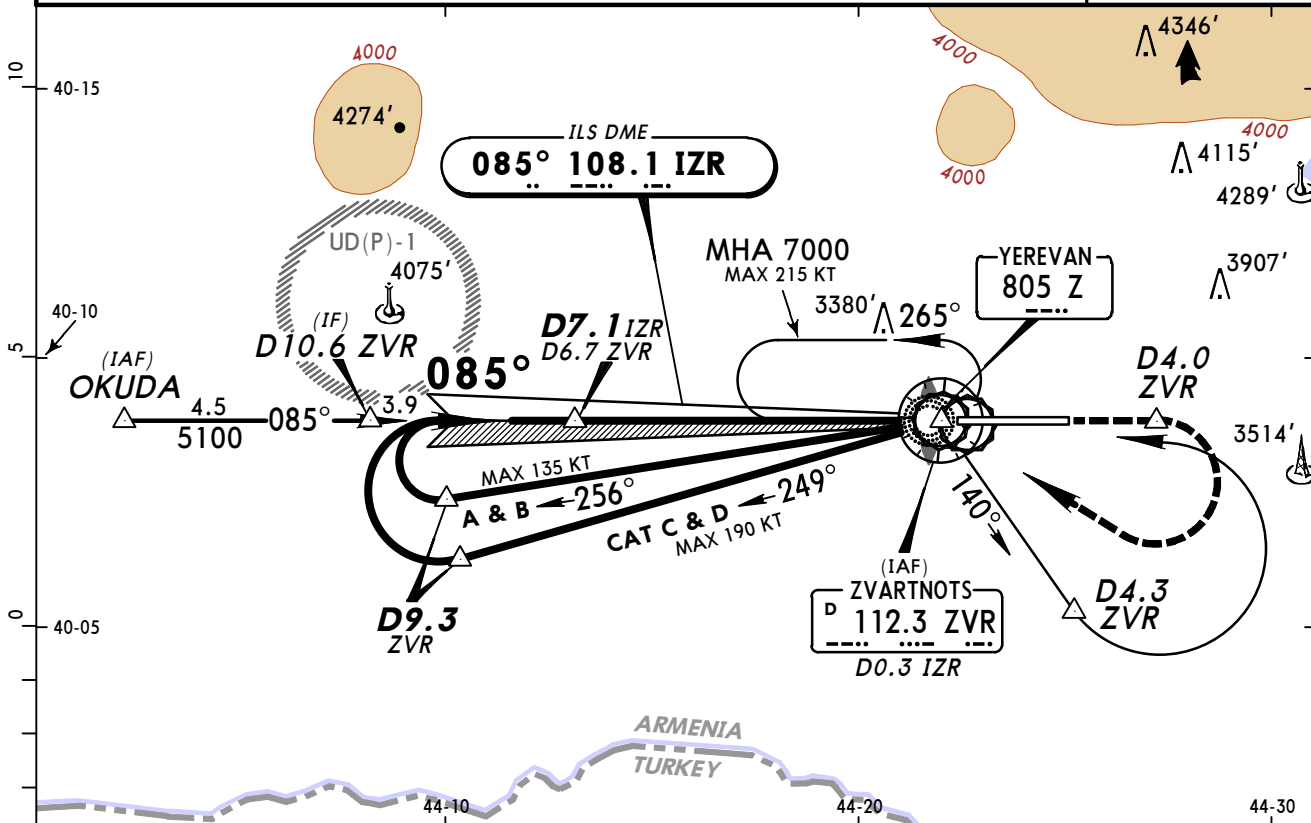 4346'
4000
4000
10
40-15
4274'
ILS DME
4000
085° 108.1 IZR
4115'
4000
4289'
UD(P)-1
MHA 7000
MAX 215 KT
YEREVAN
805 Z
3907'
4075'
40-10
3380'
265°
(IF)
D10.6 ZVR
D7.1 IZR
D6.7 ZVR
5
(IAF)
OKUDA
085°
D4.0
ZVR
4.5
085°
3.9
5100
3514'
MAX 135 KT
A & B
256°
249°
CAT C & D
MAX 190 KT
140°
(IAF)
ZVARTNOTS
D 112.3 ZVR
D0.3 IZR
D4.3
ZVR
D9.3
ZVR
0
40-05
ARMENIA
TURKEY
44-10
44-20
44-30